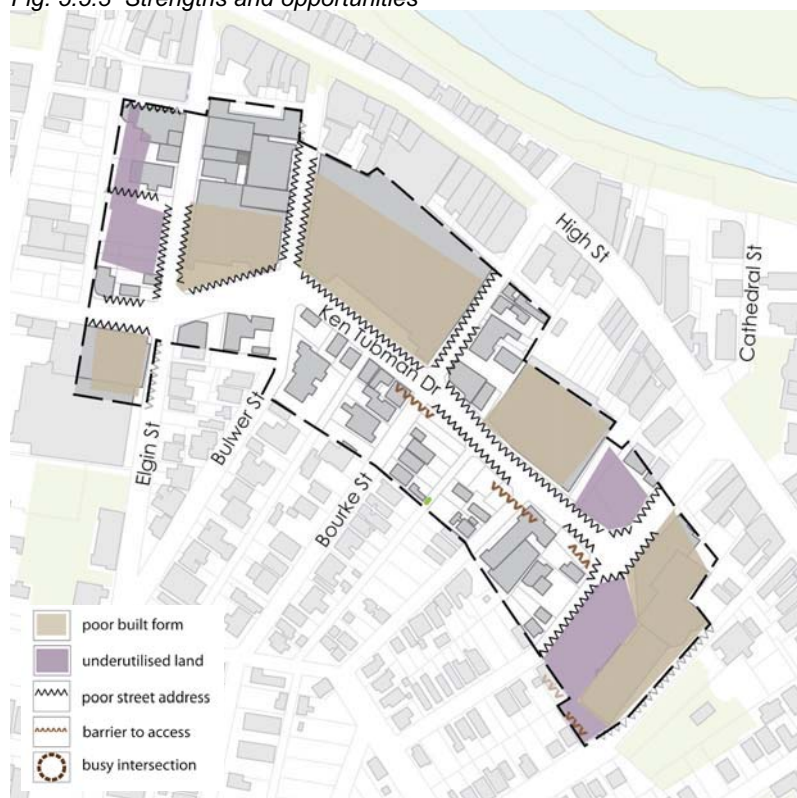 Fig. 5.5.5 Strengths and opportunities
High St
Cathedral St
Ken Tubman Dr
Elgin St
Bulwer St
Bourke St
poor built form
underutilised land
poor street address
barrier to access
busy intersection